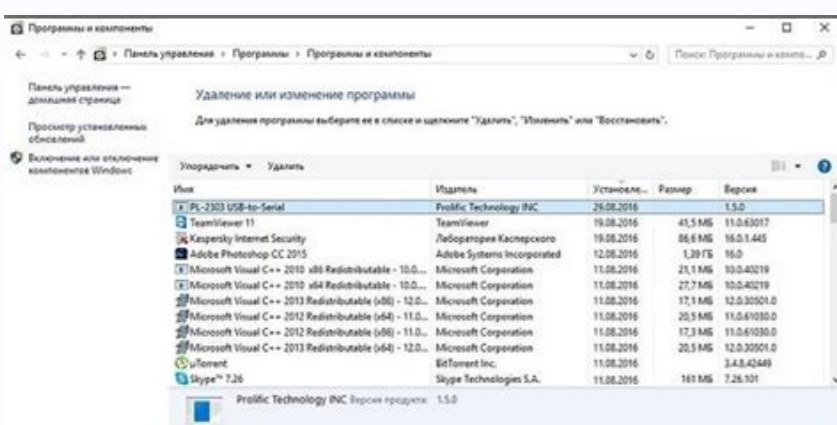 Программы и компоненты
Панель управления > Программы > Программы и компоненты
Поиск: Программы и компо...
Панель управления —
домашняя страница
Удаление или изменение программы
Просмотр установленных
обновлений
Для удаления программы выберите ее в списке и щелкните "Удалить", "Изменить" или "Восстановить".
Включение или отключение
компонентов Windows
Упорядочить Удалить
Имя Издатель Установле... Размер Версия
PL-2303 USB-to-Serial Prolific Technology INC 29.08.2016 1.5.0
TeamViewer 11 TeamViewer 19.08.2016 41,5 МБ 11.0.63017
Kaspersky Internet Security Лаборатория Касперского 19.08.2016 86,6 МБ 16.0.1.445
Adobe Photoshop CC 2015 Adobe Systems Incorporated 12.08.2016 1,39 ГБ 16.0
Microsoft Visual C++ 2010 x86 Redistributable - 10.0.... Microsoft Corporation 11.08.2016 21,1 МБ 10.0.40219
Microsoft Visual C++ 2010 x64 Redistributable - 10.0.... Microsoft Corporation 11.08.2016 27,7 МБ 10.0.40219
Microsoft Visual C++ 2013 Redistributable (x86) - 12.0... Microsoft Corporation 11.08.2016 17,1 МБ 12.0.30501.0
Microsoft Visual C++ 2012 Redistributable (x64) - 11.0... Microsoft Corporation 11.08.2016 20,5 МБ 11.0.61030.0
Microsoft Visual C++ 2012 Redistributable (x86) - 11.0... Microsoft Corporation 11.08.2016 17,3 МБ 11.0.61030.0
Microsoft Visual C++ 2013 Redistributable (x64) - 12.0... Microsoft Corporation 11.08.2016 20,5 МБ 12.0.30501.0
µTorrent BitTorrent Inc. 11.08.2016 3.4.8.42449
Skype™ 7.26 Skype Technologies S.A. 11.08.2016 161 МБ 7.26.101
Prolific Technology INC Версия продукта: 1.5.0